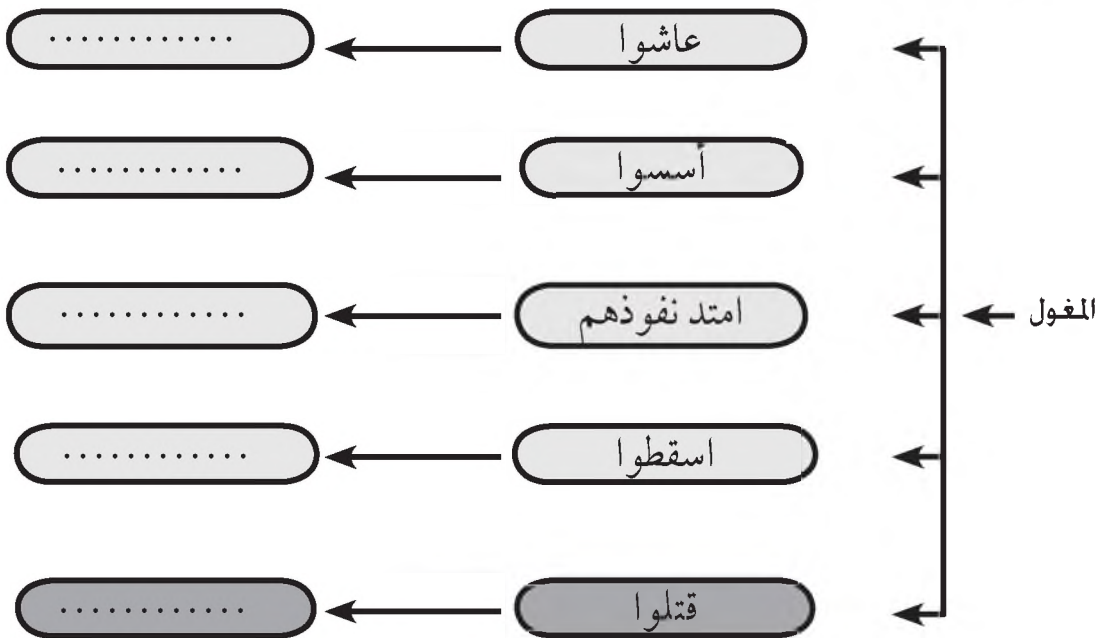 عاشوا
............
أسسوا
............
المغول
امتد نفوذهم
............
اسقطوا
............
قتلوا
............